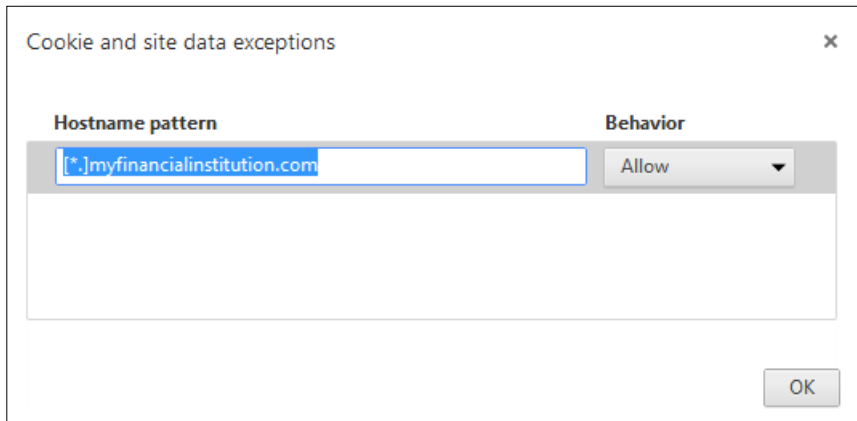 Cookie and site data exceptions ×
Hostname pattern Behavior
[*.]myfinancialinstitution.com Allow
OK